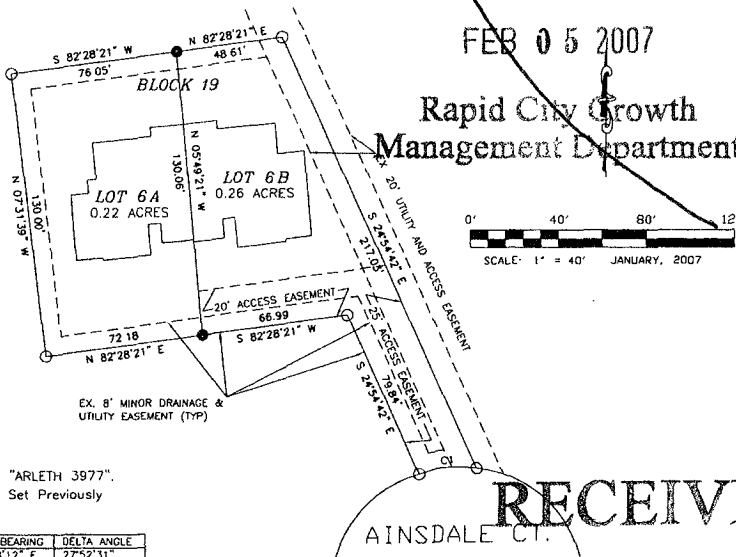 FEB 05 2007
Rapid City Growth
Management Department
S 82°28'21" W
76.05'
N 82°28'21" E
48.61'
BLOCK 19
N 05°49'21" W
130.06'
LOT 6A
0.22 ACRES
LOT 6B
0.26 ACRES
N 07°31'39" W
130.00'
EX. 20' UTILITY AND ACCESS EASEMENT
S 24°54'42" E
217.05'
0' 40' 80'
SCALE: 1" = 40' JANUARY, 2007
20' ACCESS EASEMENT
66.99
S 82°28'21" W
72.18
N 82°28'21" E
25' ACCESS EASEMENT
79.84'
S 24°54'42" E
EX. 8' MINOR DRAINAGE &
UTILITY EASEMENT (TYP)
"ARLETH 3977".
Set Previously
AINSDALE CT.
BEARING DELTA ANGLE
27°52'31"